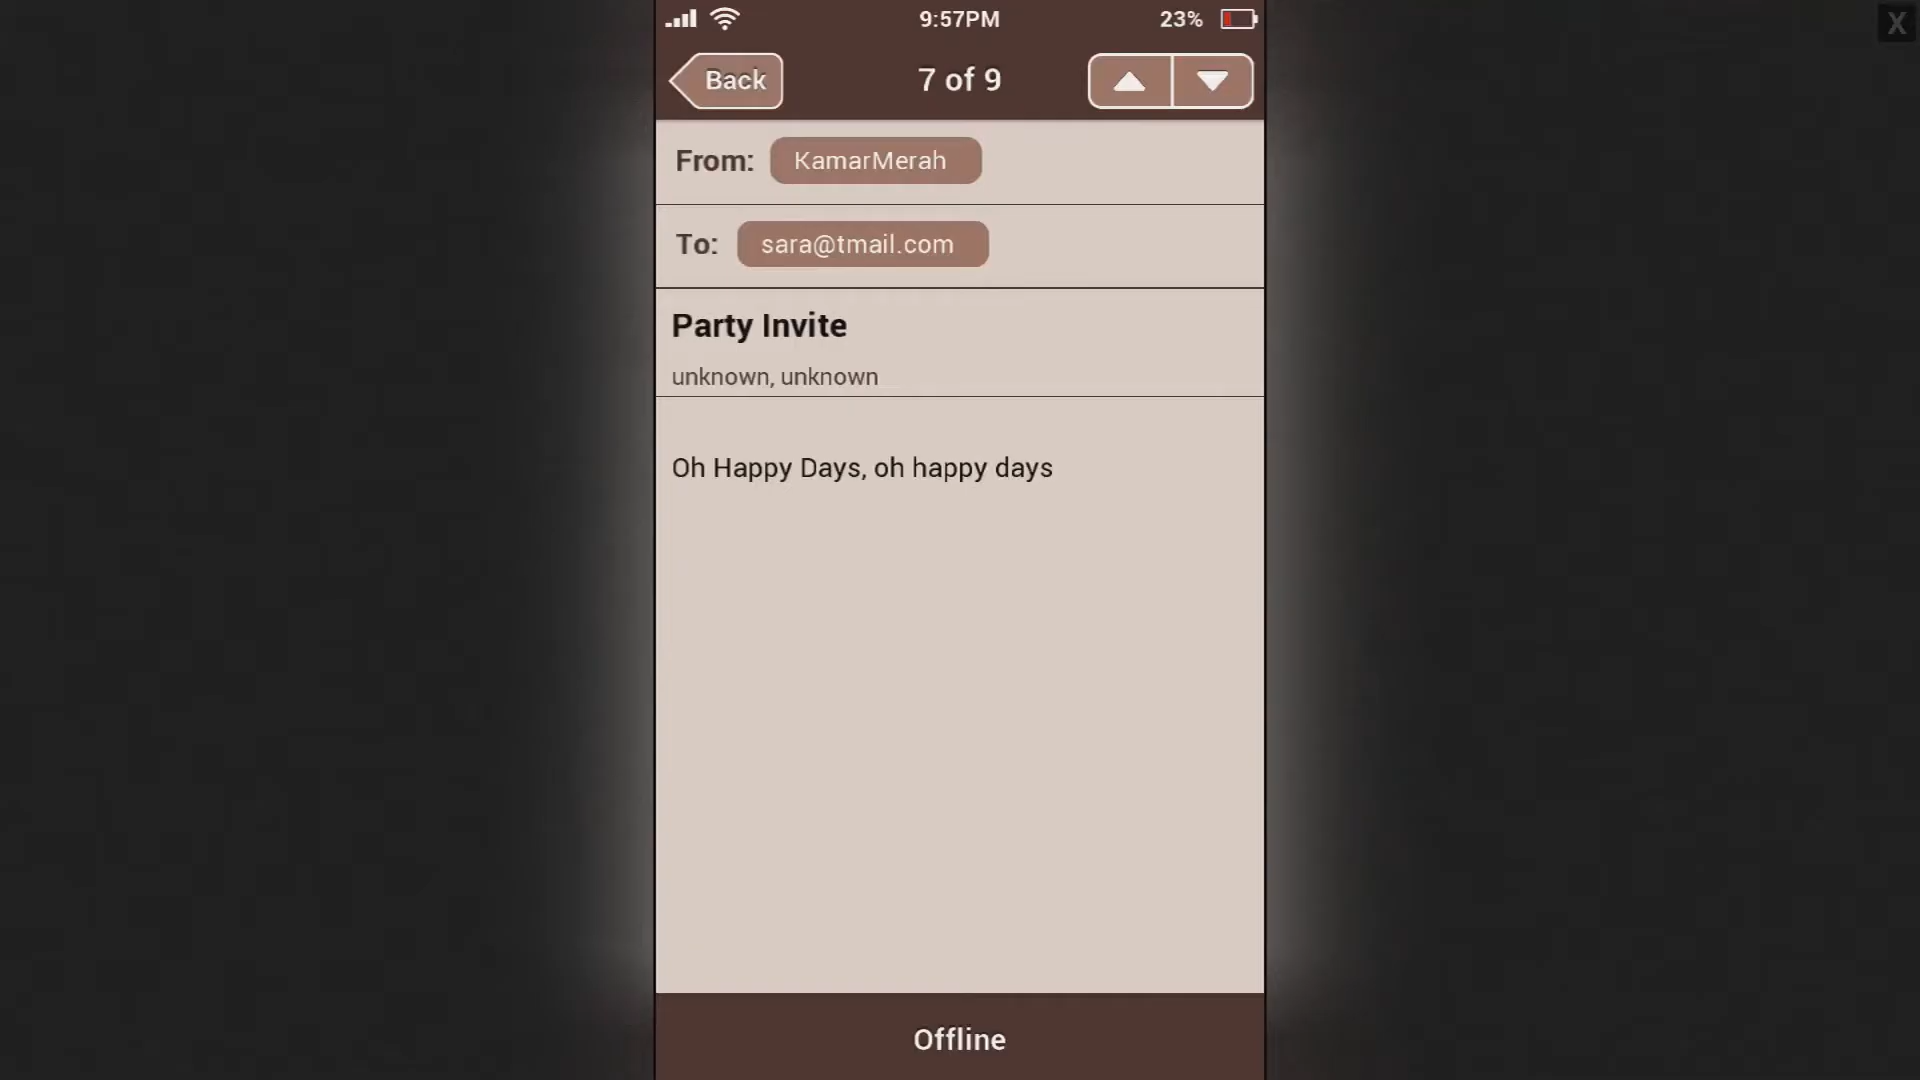 9:57PM
23%
X
Back
7 of 9
From: KamarMerah
To: sara@tmail.com
Party Invite
unknown, unknown
Oh Happy Days, oh happy days
Offline